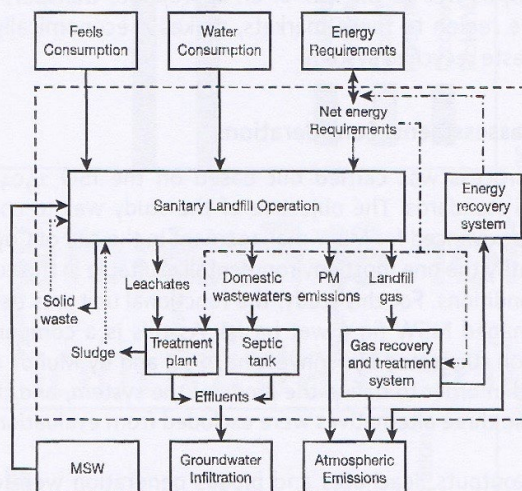 Feels
Consumption
Water
Consumption
Energy
Requirements
Net energy
Requirements
Sanitary Landfill Operation
Energy
recovery
system
Leachates
Domestic
wastewaters
PM
emissions
Landfill
gas
Solid
waste
Sludge
Treatment
plant
Septic
tank
Gas recovery
and treatment
system
Effluents
MSW
Groundwater
Infiltration
Atmospheric
Emissions